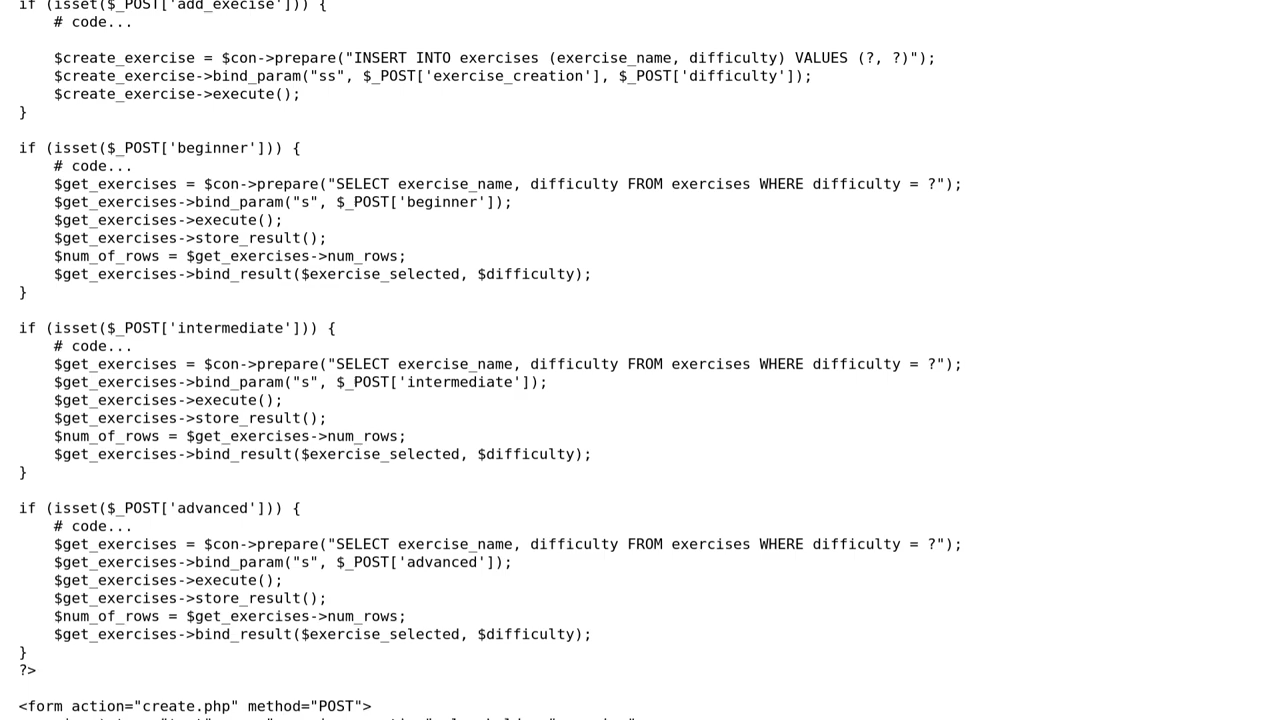 if (isset($_POST['add_execise'])) {
    # code...

    $create_exercise = $con->prepare("INSERT INTO exercises (exercise_name, difficulty) VALUES (?, ?)");
    $create_exercise->bind_param("ss", $_POST['exercise_creation'], $_POST['difficulty']);
    $create_exercise->execute();
}

if (isset($_POST['beginner'])) {
    # code...
    $get_exercises = $con->prepare("SELECT exercise_name, difficulty FROM exercises WHERE difficulty = ?");
    $get_exercises->bind_param("s", $_POST['beginner']);
    $get_exercises->execute();
    $get_exercises->store_result();
    $num_of_rows = $get_exercises->num_rows;
    $get_exercises->bind_result($exercise_selected, $difficulty);
}

if (isset($_POST['intermediate'])) {
    # code...
    $get_exercises = $con->prepare("SELECT exercise_name, difficulty FROM exercises WHERE difficulty = ?");
    $get_exercises->bind_param("s", $_POST['intermediate']);
    $get_exercises->execute();
    $get_exercises->store_result();
    $num_of_rows = $get_exercises->num_rows;
    $get_exercises->bind_result($exercise_selected, $difficulty);
}

if (isset($_POST['advanced'])) {
    # code...
    $get_exercises = $con->prepare("SELECT exercise_name, difficulty FROM exercises WHERE difficulty = ?");
    $get_exercises->bind_param("s", $_POST['advanced']);
    $get_exercises->execute();
    $get_exercises->store_result();
    $num_of_rows = $get_exercises->num_rows;
    $get_exercises->bind_result($exercise_selected, $difficulty);
}
?>

<form action="create.php" method="POST">